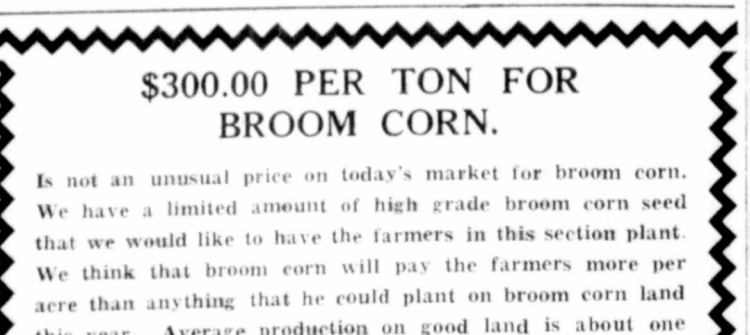 $300.00 PER TON FOR
BROOM CORN.
Is not an unusual price on today's market for broom corn.
We have a limited amount of high grade broom corn seed
that we would like to have the farmers in this section plant.
We think that broom corn will pay the farmers more per
acre than anything that he could plant on broom corn land
this year. Average production on good land is about one